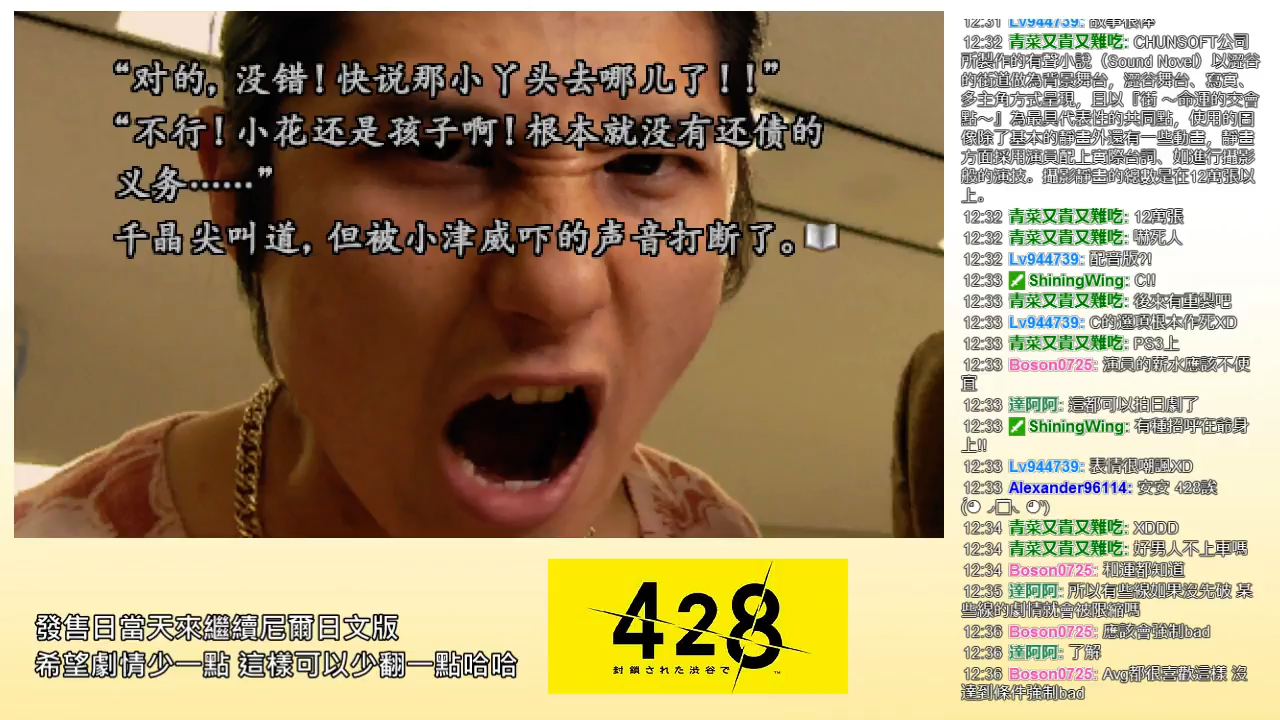 “对的, 没错! 快说那小丫头去哪儿了!!”
“不行! 小花还是孩子啊! 根本就没有还债的
义务……”
千晶尖叫道, 但被小津威吓的声音打断了。
發售日當天來繼續尼爾日文版
希望劇情少一點 這樣可以少翻一點哈哈
428
封鎖された渋谷で
TM
12:31 Lv944739: 故事很棒
12:32 青菜又貴又難吃: CHUNSOFT公司
所製作的有聲小說（Sound Novel）以澀谷
的街道做為背景舞台，澀谷舞台、寫實、
多主角方式呈現，且以『街 ～命運的交會
點～』為最具代表性的共同點，使用的圖
像除了基本的靜畫外還有一些動畫，靜畫
方面採用演員配上實際台詞、如進行攝影
般的演技。攝影靜畫的總數是在12萬張以
上。
12:32 青菜又貴又難吃: 12萬張
12:32 青菜又貴又難吃: 嚇死人
12:32 Lv944739: 配音版?!
12:33 ShiningWing: C!!
12:33 青菜又貴又難吃: 後來有重製吧
12:33 Lv944739: C的選項根本作死XD
12:33 青菜又貴又難吃: PS3上
12:33 Boson0725: 演員的薪水應該不便
宜
12:33 達阿阿: 這都可以拍日劇了
12:33 ShiningWing: 有種招呼在爺身
上!!
12:33 Lv944739: 表情很嘲諷XD
12:33 Alexander96114: 安安 428誒
12:34 青菜又貴又難吃: XDDD
12:34 青菜又貴又難吃: 好男人不上車嗎
12:34 Boson0725: 和運都知道
12:35 達阿阿: 所以有些線如果沒先破 某
些線的劇情就會被限縮嗎
12:36 Boson0725: 應該會強制bad
12:36 達阿阿: 了解
12:36 Boson0725: Avg都很喜歡這樣 沒
達到條件強制bad